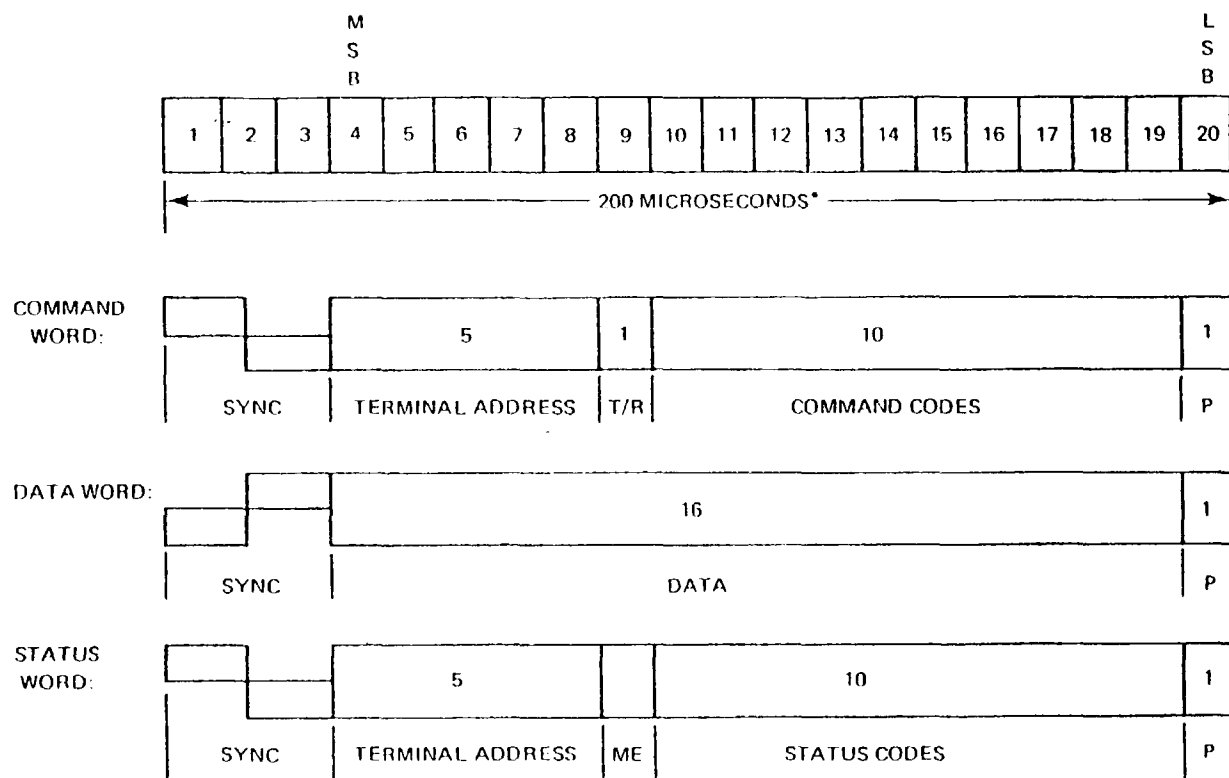 M
S
B
L
S
B
1 2 3 4 5 6 7 8 9 10 11 12 13 14 15 16 17 18 19 20
200 MICROSECONDS*
COMMAND
WORD:
5 1 10 1
SYNC TERMINAL ADDRESS T/R COMMAND CODES P
DATA WORD:
16 1
SYNC DATA P
STATUS
WORD:
5 10 1
SYNC TERMINAL ADDRESS ME STATUS CODES P